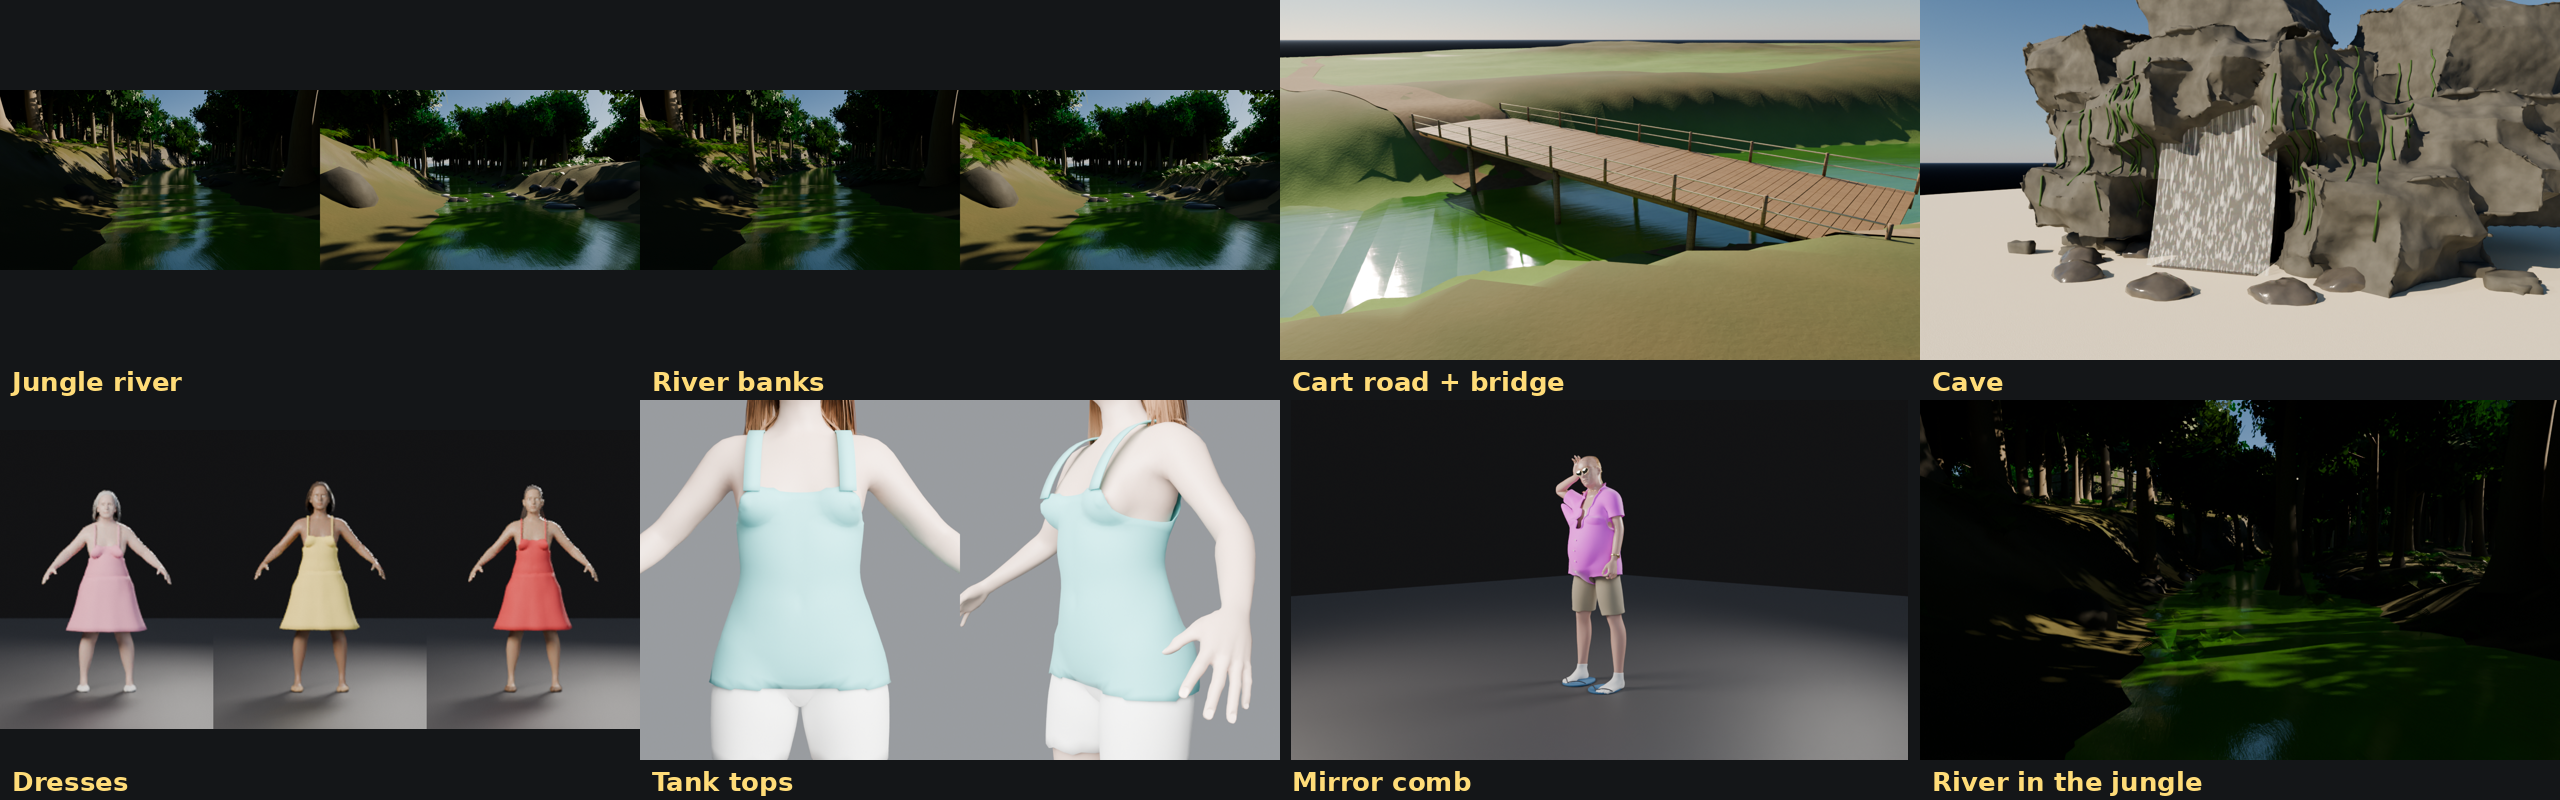 Jungle river
River banks
Cart road + bridge
Cave
Dresses
Tank tops
Mirror comb
River in the jungle